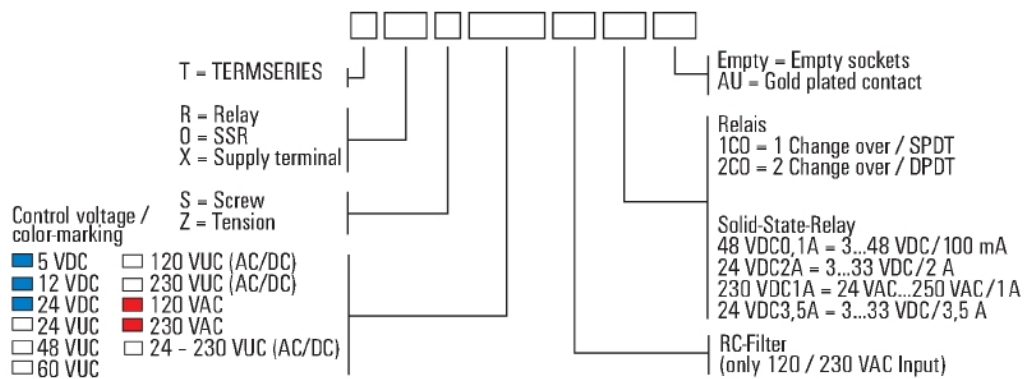 T = TERMSERIES
R = Relay
O = SSR
X = Supply terminal
S = Screw
Z = Tension
Control voltage /
color-marking
5 VDC
12 VDC
24 VDC
24 VUC
48 VUC
60 VUC
120 VUC (AC/DC)
230 VUC (AC/DC)
120 VAC
230 VAC
24 – 230 VUC (AC/DC)
Empty = Empty sockets
AU = Gold plated contact
Relais
1CO = 1 Change over / SPDT
2CO = 2 Change over / DPDT
Solid-State-Relay
48 VDC0,1A = 3...48 VDC/100 mA
24 VDC2A = 3...33 VDC/2 A
230 VDC1A = 24 VAC...250 VAC/1A
24 VDC3,5A = 3...33 VDC/3,5 A
RC-Filter
(only 120 / 230 VAC Input)